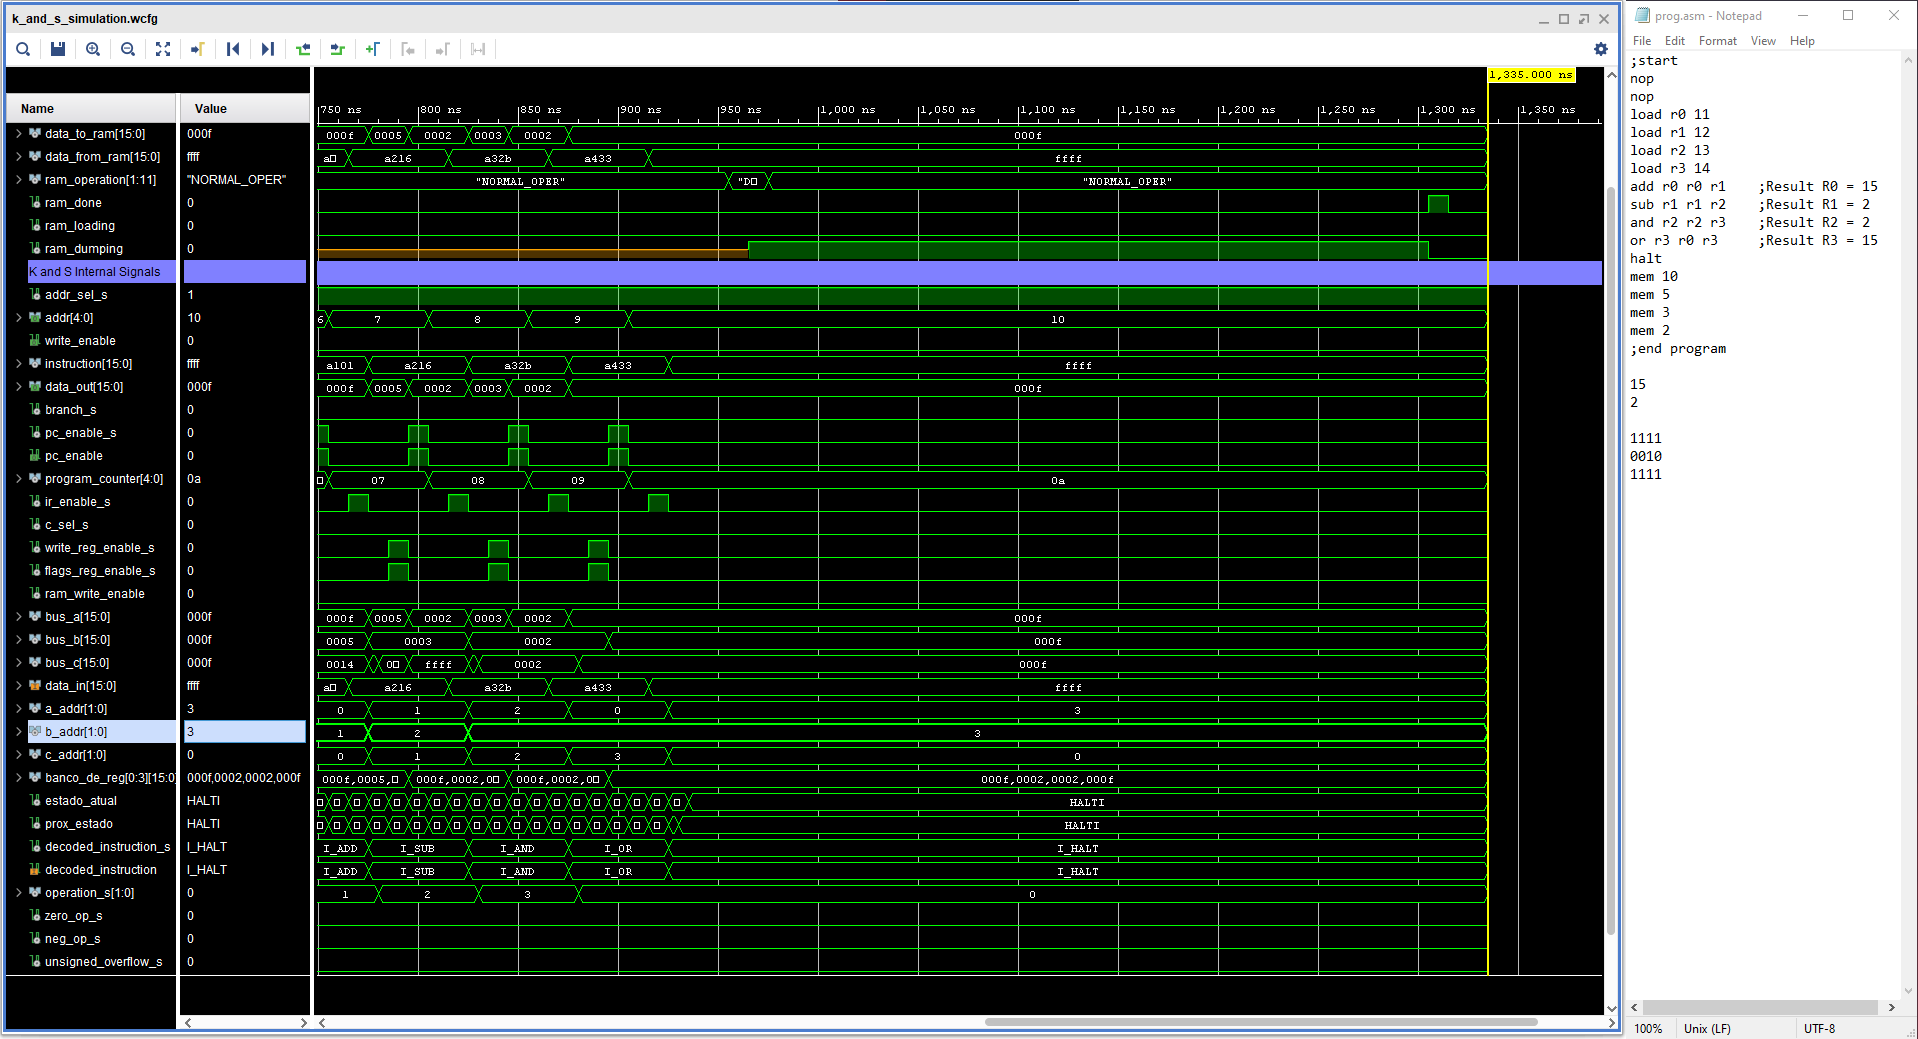 k_and_s_simulation.wcfg
1,335.000 ns
Name Value
750 ns 800 ns 850 ns 900 ns 950 ns 1,000 ns 1,050 ns 1,100 ns 1,150 ns 1,200 ns 1,250 ns 1,300 ns 1,350 ns
data_to_ram[15:0] 000f 000f 0005 0002 0003 0002 000f
data_from_ram[15:0] ffff a a216 a32b a433 ffff
ram_operation[1:11] "NORMAL_OPER" "NORMAL_OPER" "D "NORMAL_OPER"
ram_done 0
ram_loading 0
ram_dumping 0
K and S Internal Signals
addr_sel_s 1
addr[4:0] 10 6 7 8 9 10
write_enable 0
instruction[15:0] ffff a101 a216 a32b a433 ffff
data_out[15:0] 000f 000f 0005 0002 0003 0002 000f
branch_s 0
pc_enable_s 0
pc_enable 0
program_counter[4:0] 0a 07 08 09 0a
ir_enable_s 0
c_sel_s 0
write_reg_enable_s 0
flags_reg_enable_s 0
ram_write_enable 0
bus_a[15:0] 000f 000f 0005 0002 0003 0002 000f
bus_b[15:0] 000f 0005 0003 0002 000f
bus_c[15:0] 000f 0014 0 ffff 0002 000f
data_in[15:0] ffff a a216 a32b a433 ffff
a_addr[1:0] 3 0 1 2 0 3
b_addr[1:0] 3 1 2 3
c_addr[1:0] 0 0 1 2 3 0
banco_de_reg[0:3][15:0] 000f,0002,0002,000f 000f,0005, 000f,0002,0 000f,0002,0 000f,0002,0002,000f
estado_atual HALTI HALTI
prox_estado HALTI HALTI
decoded_instruction_s I_HALT I_ADD I_SUB I_AND I_OR I_HALT
decoded_instruction I_HALT I_ADD I_SUB I_AND I_OR I_HALT
operation_s[1:0] 0 1 2 3 0
zero_op_s 0
neg_op_s 0
unsigned_overflow_s 0
prog.asm - Notepad
File Edit Format View Help
;start
nop
nop
load r0 11
load r1 12
load r2 13
load r3 14
add r0 r0 r1 ;Result R0 = 15
sub r1 r1 r2 ;Result R1 = 2
and r2 r2 r3 ;Result R2 = 2
or r3 r0 r3 ;Result R3 = 15
halt
mem 10
mem 5
mem 3
mem 2
;end program
15
2
1111
0010
1111
100% Unix (LF) UTF-8